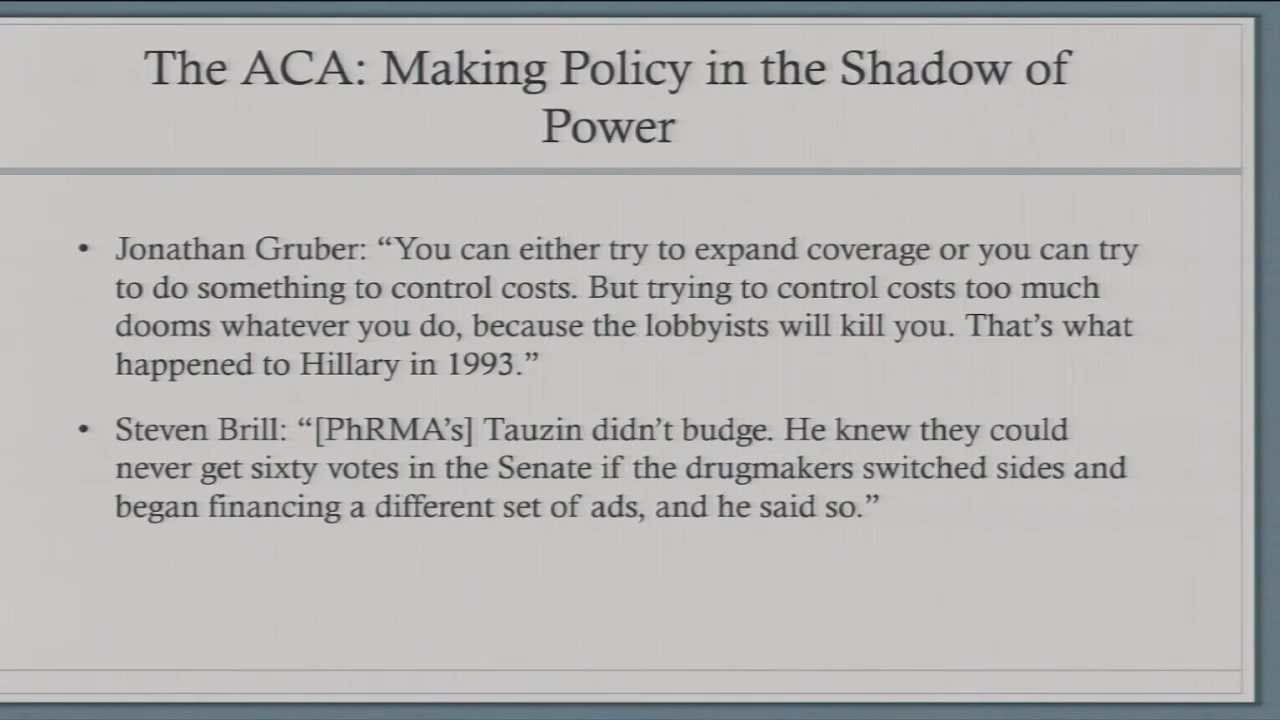 The ACA: Making Policy in the Shadow of
Power
• Jonathan Gruber: “You can either try to expand coverage or you can try
to do something to control costs. But trying to control costs too much
dooms whatever you do, because the lobbyists will kill you. That’s what
happened to Hillary in 1993.”
• Steven Brill: “[PhRMA’s] Tauzin didn’t budge. He knew they could
never get sixty votes in the Senate if the drugmakers switched sides and
began financing a different set of ads, and he said so.”